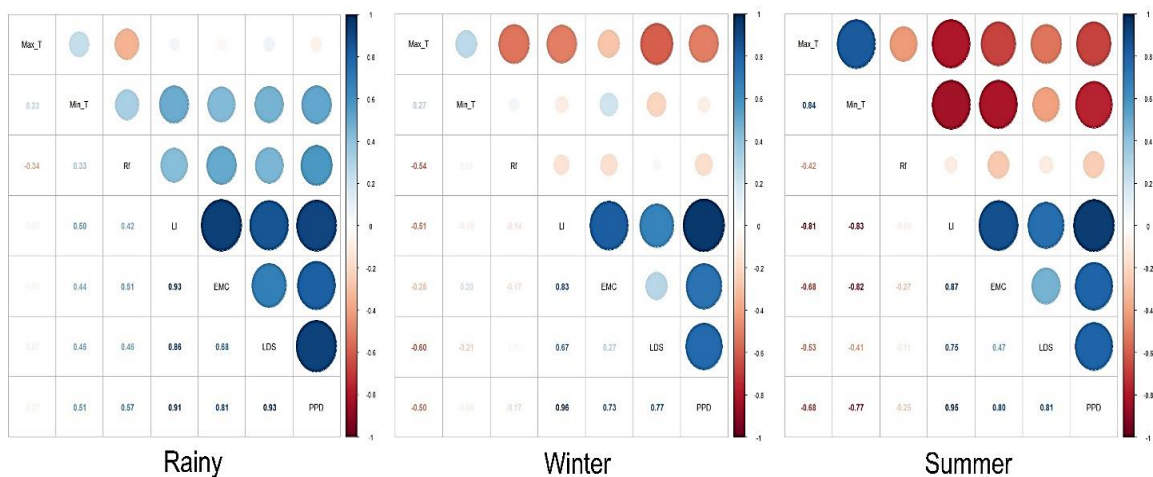 Max_T
0.23 Min_T
-0.34 0.33 Rf
0.50 0.42 LI
0.44 0.51 0.93 EMC
0.46 0.46 0.86 0.68 LDS
0.51 0.57 0.91 0.81 0.93 PPD
1
0.8
0.6
0.4
0.2
0
-0.2
-0.4
-0.6
-0.8
-1
Rainy
Max_T
0.27 Min_T
-0.54 Rf
-0.51 -0.14 LI
-0.28 0.20 -0.17 0.83 EMC
-0.60 -0.21 0.67 0.27 LDS
-0.50 -0.17 0.96 0.73 0.77 PPD
1
0.8
0.6
0.4
0.2
0
-0.2
-0.4
-0.6
-0.8
-1
Winter
Max_T
0.84 Min_T
-0.42 Rf
-0.81 -0.83 LI
-0.68 -0.82 -0.27 0.87 EMC
-0.53 -0.41 -0.11 0.75 0.47 LDS
-0.68 -0.77 -0.25 0.95 0.80 0.81 PPD
1
0.8
0.6
0.4
0.2
0
-0.2
-0.4
-0.6
-0.8
-1
Summer